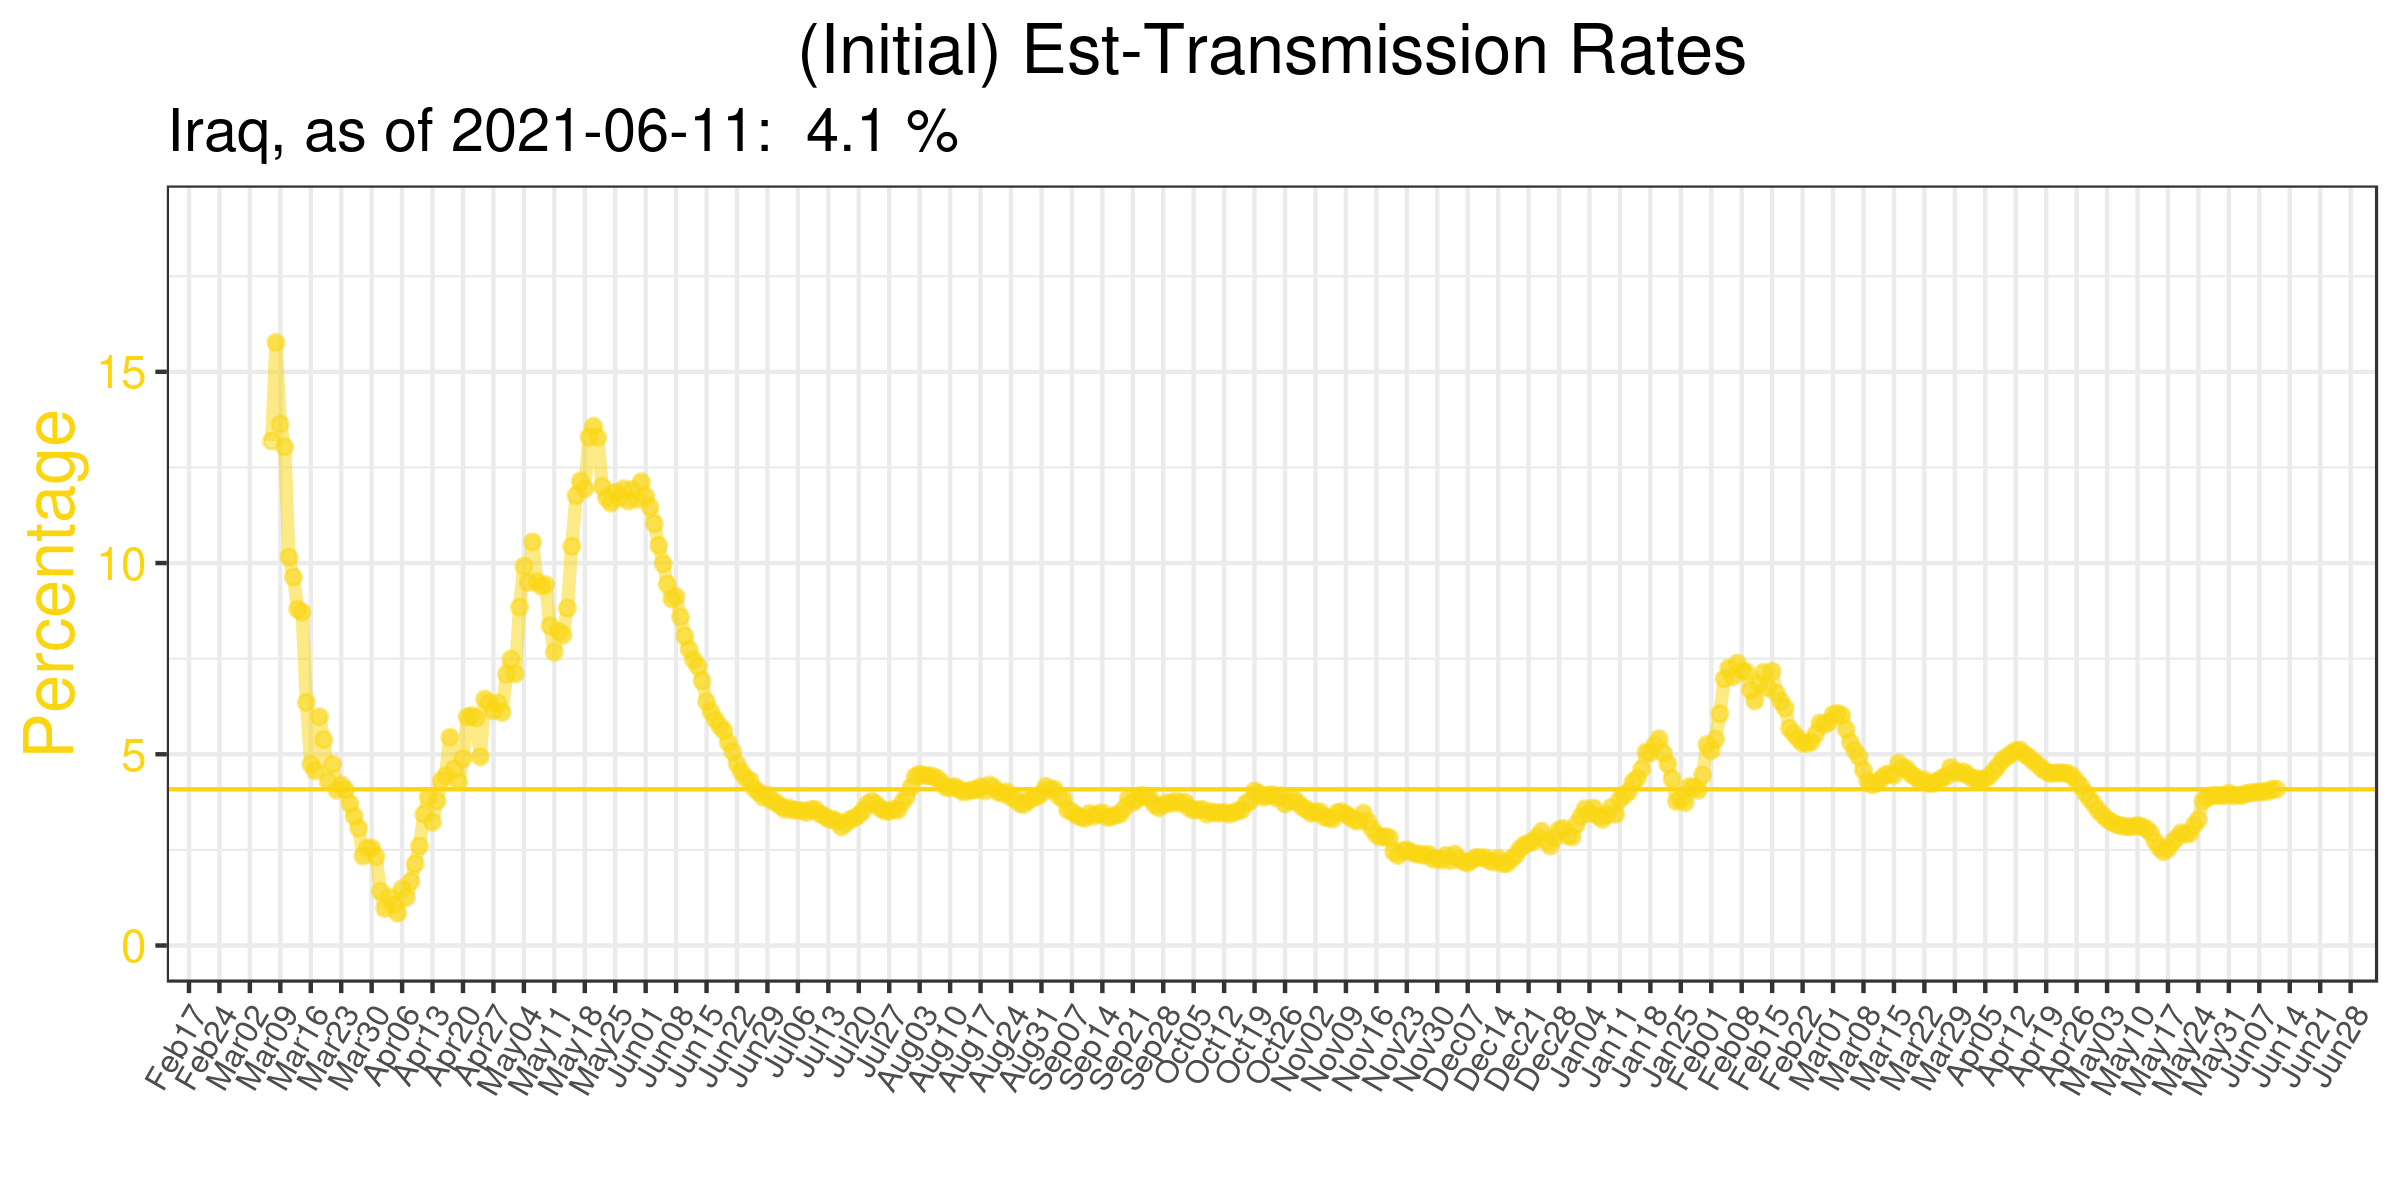 (Initial) Est-Transmission Rates
Iraq, as of 2021-06-11:  4.1 %
Percentage
15
10
5
0
Feb17
Feb24
Mar02
Mar09
Mar16
Mar23
Mar30
Apr06
Apr13
Apr20
Apr27
May04
May11
May18
May25
Jun01
Jun08
Jun15
Jun22
Jun29
Jul06
Jul13
Jul20
Jul27
Aug03
Aug10
Aug17
Aug24
Aug31
Sep07
Sep14
Sep21
Sep28
Oct05
Oct12
Oct19
Oct26
Nov02
Nov09
Nov16
Nov23
Nov30
Dec07
Dec14
Dec21
Dec28
Jan04
Jan11
Jan18
Jan25
Feb01
Feb08
Feb15
Feb22
Mar01
Mar08
Mar15
Mar22
Mar29
Apr05
Apr12
Apr19
Apr26
May03
May10
May17
May24
May31
Jun07
Jun14
Jun21
Jun28